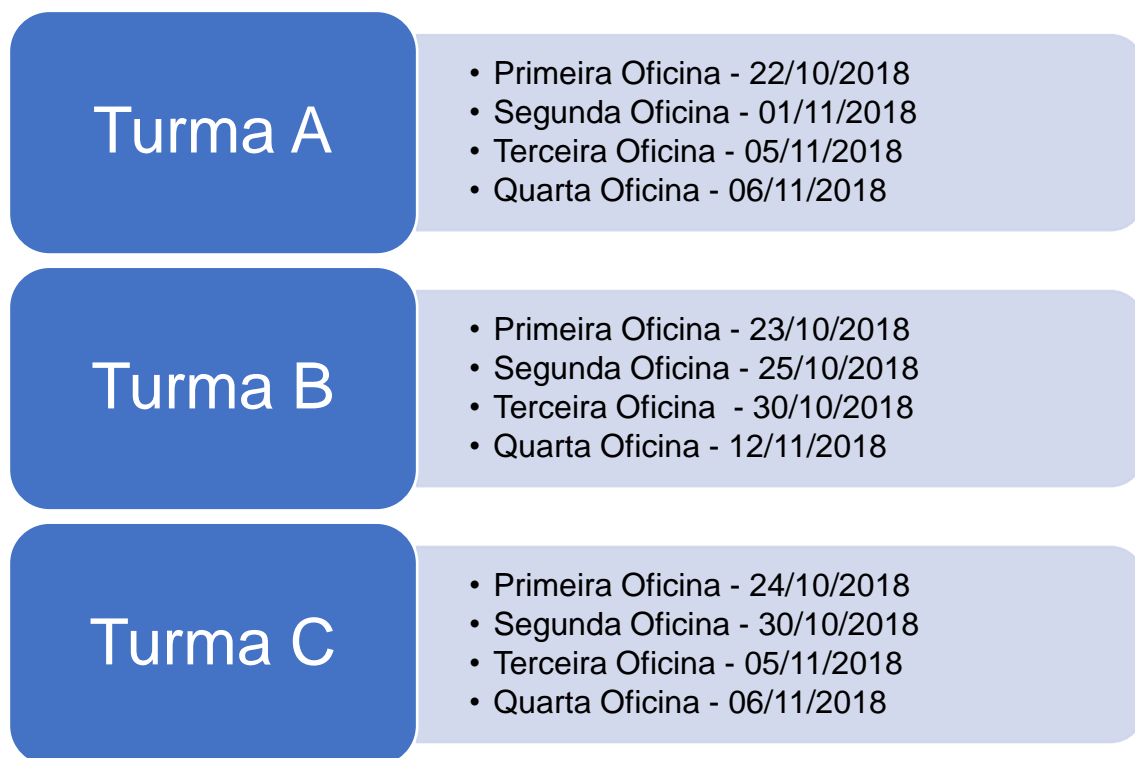 Turma A
• Primeira Oficina - 22/10/2018
• Segunda Oficina - 01/11/2018
• Terceira Oficina - 05/11/2018
• Quarta Oficina - 06/11/2018
Turma B
• Primeira Oficina - 23/10/2018
• Segunda Oficina - 25/10/2018
• Terceira Oficina  - 30/10/2018
• Quarta Oficina - 12/11/2018
Turma C
• Primeira Oficina - 24/10/2018
• Segunda Oficina - 30/10/2018
• Terceira Oficina - 05/11/2018
• Quarta Oficina - 06/11/2018